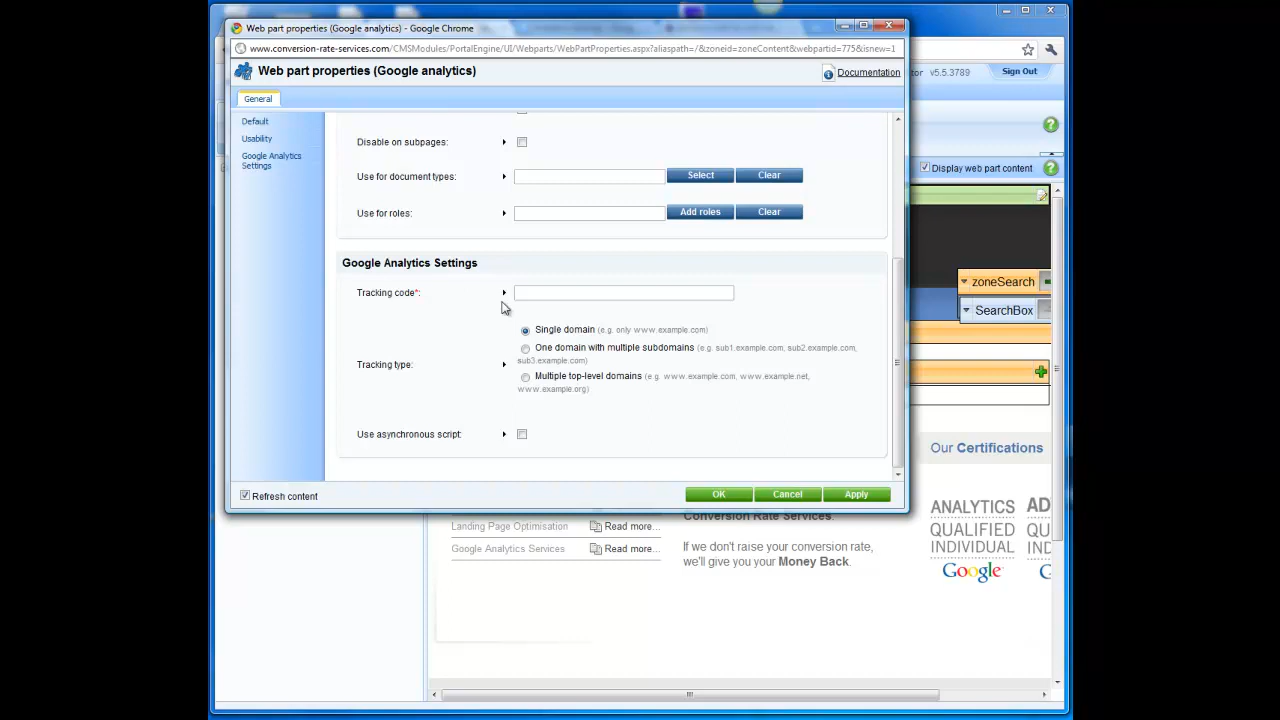 Web part properties (Google analytics) - Google Chrome
www.conversion-rate-services.com/CMSModules/PortalEngine/UI/Webparts/WebPartProperties.aspx?aliaspath=/&zoneid=zoneContent&webpartid=775&isnew=1
Web part properties (Google analytics)
Documentation
tor v5.5.3789
Sign Out
General
Default
Usability
Google Analytics
Settings
Disable on subpages:
Use for document types:
Select
Clear
Use for roles:
Add roles
Clear
Display web part content
Google Analytics Settings
Tracking code*:
zoneSearch
SearchBox
Single domain (e.g. only www.example.com)
One domain with multiple subdomains (e.g. sub1.example.com, sub2.example.com,
sub3.example.com)
Tracking type:
Multiple top-level domains (e.g. www.example.com, www.example.net,
www.example.org)
Use asynchronous script:
Refresh content
OK
Cancel
Apply
Our Certifications
Landing Page Optimisation
Read more...
Google Analytics Services
Read more...
Conversion Rate Services.
If we don't raise your conversion rate,
we'll give you your Money Back.
ANALYTICS
QUALIFIED
INDIVIDUAL
Google
AD
QU
IND
G